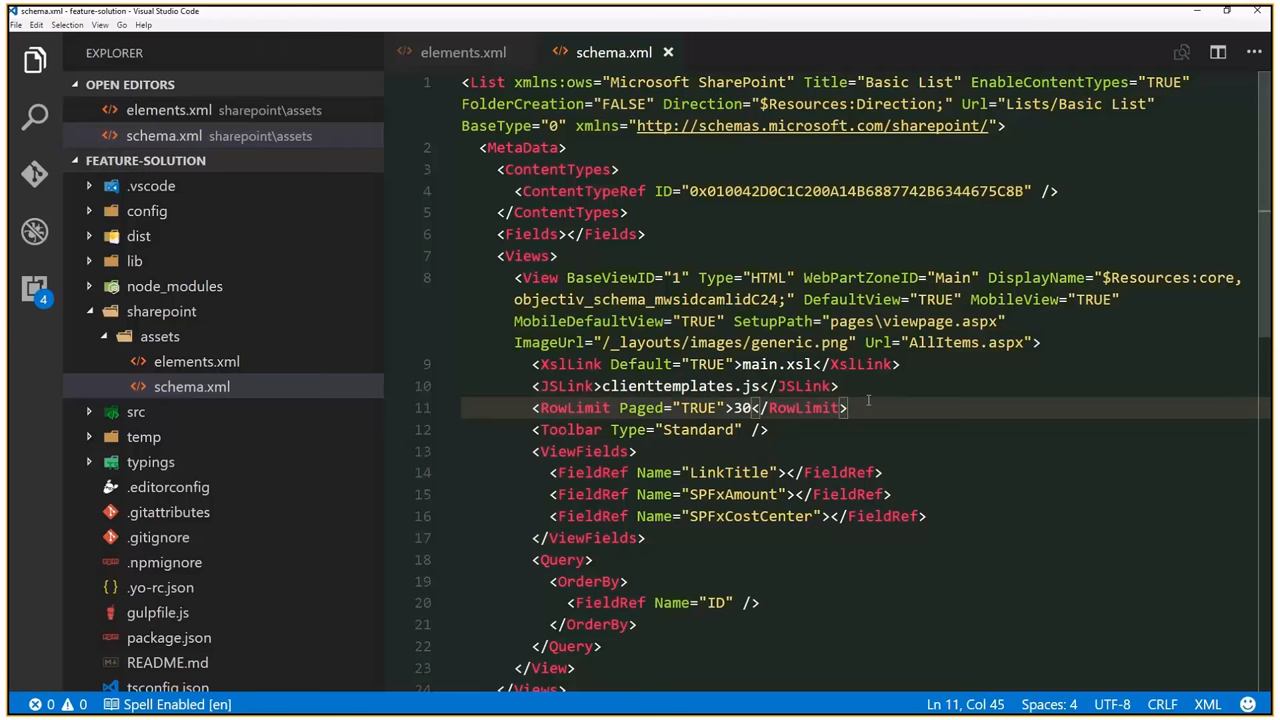 schema.xml - feature-solution - Visual Studio Code
File Edit Selection View Go Help
EXPLORER
OPEN EDITORS
elements.xml sharepoint\assets
schema.xml sharepoint\assets
FEATURE-SOLUTION
.vscode
config
dist
lib
node_modules
sharepoint
assets
elements.xml
schema.xml
src
temp
typings
.editorconfig
.gitattributes
.gitignore
.npmignore
.yo-rc.json
gulpfile.js
package.json
README.md
tsconfig.json
4
elements.xml schema.xml
1 <List xmlns:ows="Microsoft SharePoint" Title="Basic List" EnableContentTypes="TRUE"
FolderCreation="FALSE" Direction="$Resources:Direction;" Url="Lists/Basic List"
BaseType="0" xmlns="http://schemas.microsoft.com/sharepoint/">
2 <MetaData>
3 <ContentTypes>
4 <ContentTypeRef ID="0x010042D0C1C200A14B6887742B6344675C8B" />
5 </ContentTypes>
6 <Fields></Fields>
7 <Views>
8 <View BaseViewID="1" Type="HTML" WebPartZoneID="Main" DisplayName="$Resources:core,
objectiv_schema_mwsidcamlidC24;" DefaultView="TRUE" MobileView="TRUE"
MobileDefaultView="TRUE" SetupPath="pages\viewpage.aspx"
ImageUrl="/_layouts/images/generic.png" Url="AllItems.aspx">
9 <XslLink Default="TRUE">main.xsl</XslLink>
10 <JSLink>clienttemplates.js</JSLink>
11 <RowLimit Paged="TRUE">30</RowLimit>
12 <Toolbar Type="Standard" />
13 <ViewFields>
14 <FieldRef Name="LinkTitle"></FieldRef>
15 <FieldRef Name="SPFxAmount"></FieldRef>
16 <FieldRef Name="SPFxCostCenter"></FieldRef>
17 </ViewFields>
18 <Query>
19 <OrderBy>
20 <FieldRef Name="ID" />
21 </OrderBy>
22 </Query>
23 </View>
24 </Views>
0 0 Spell Enabled [en] Ln 11, Col 45 Spaces: 4 UTF-8 CRLF XML